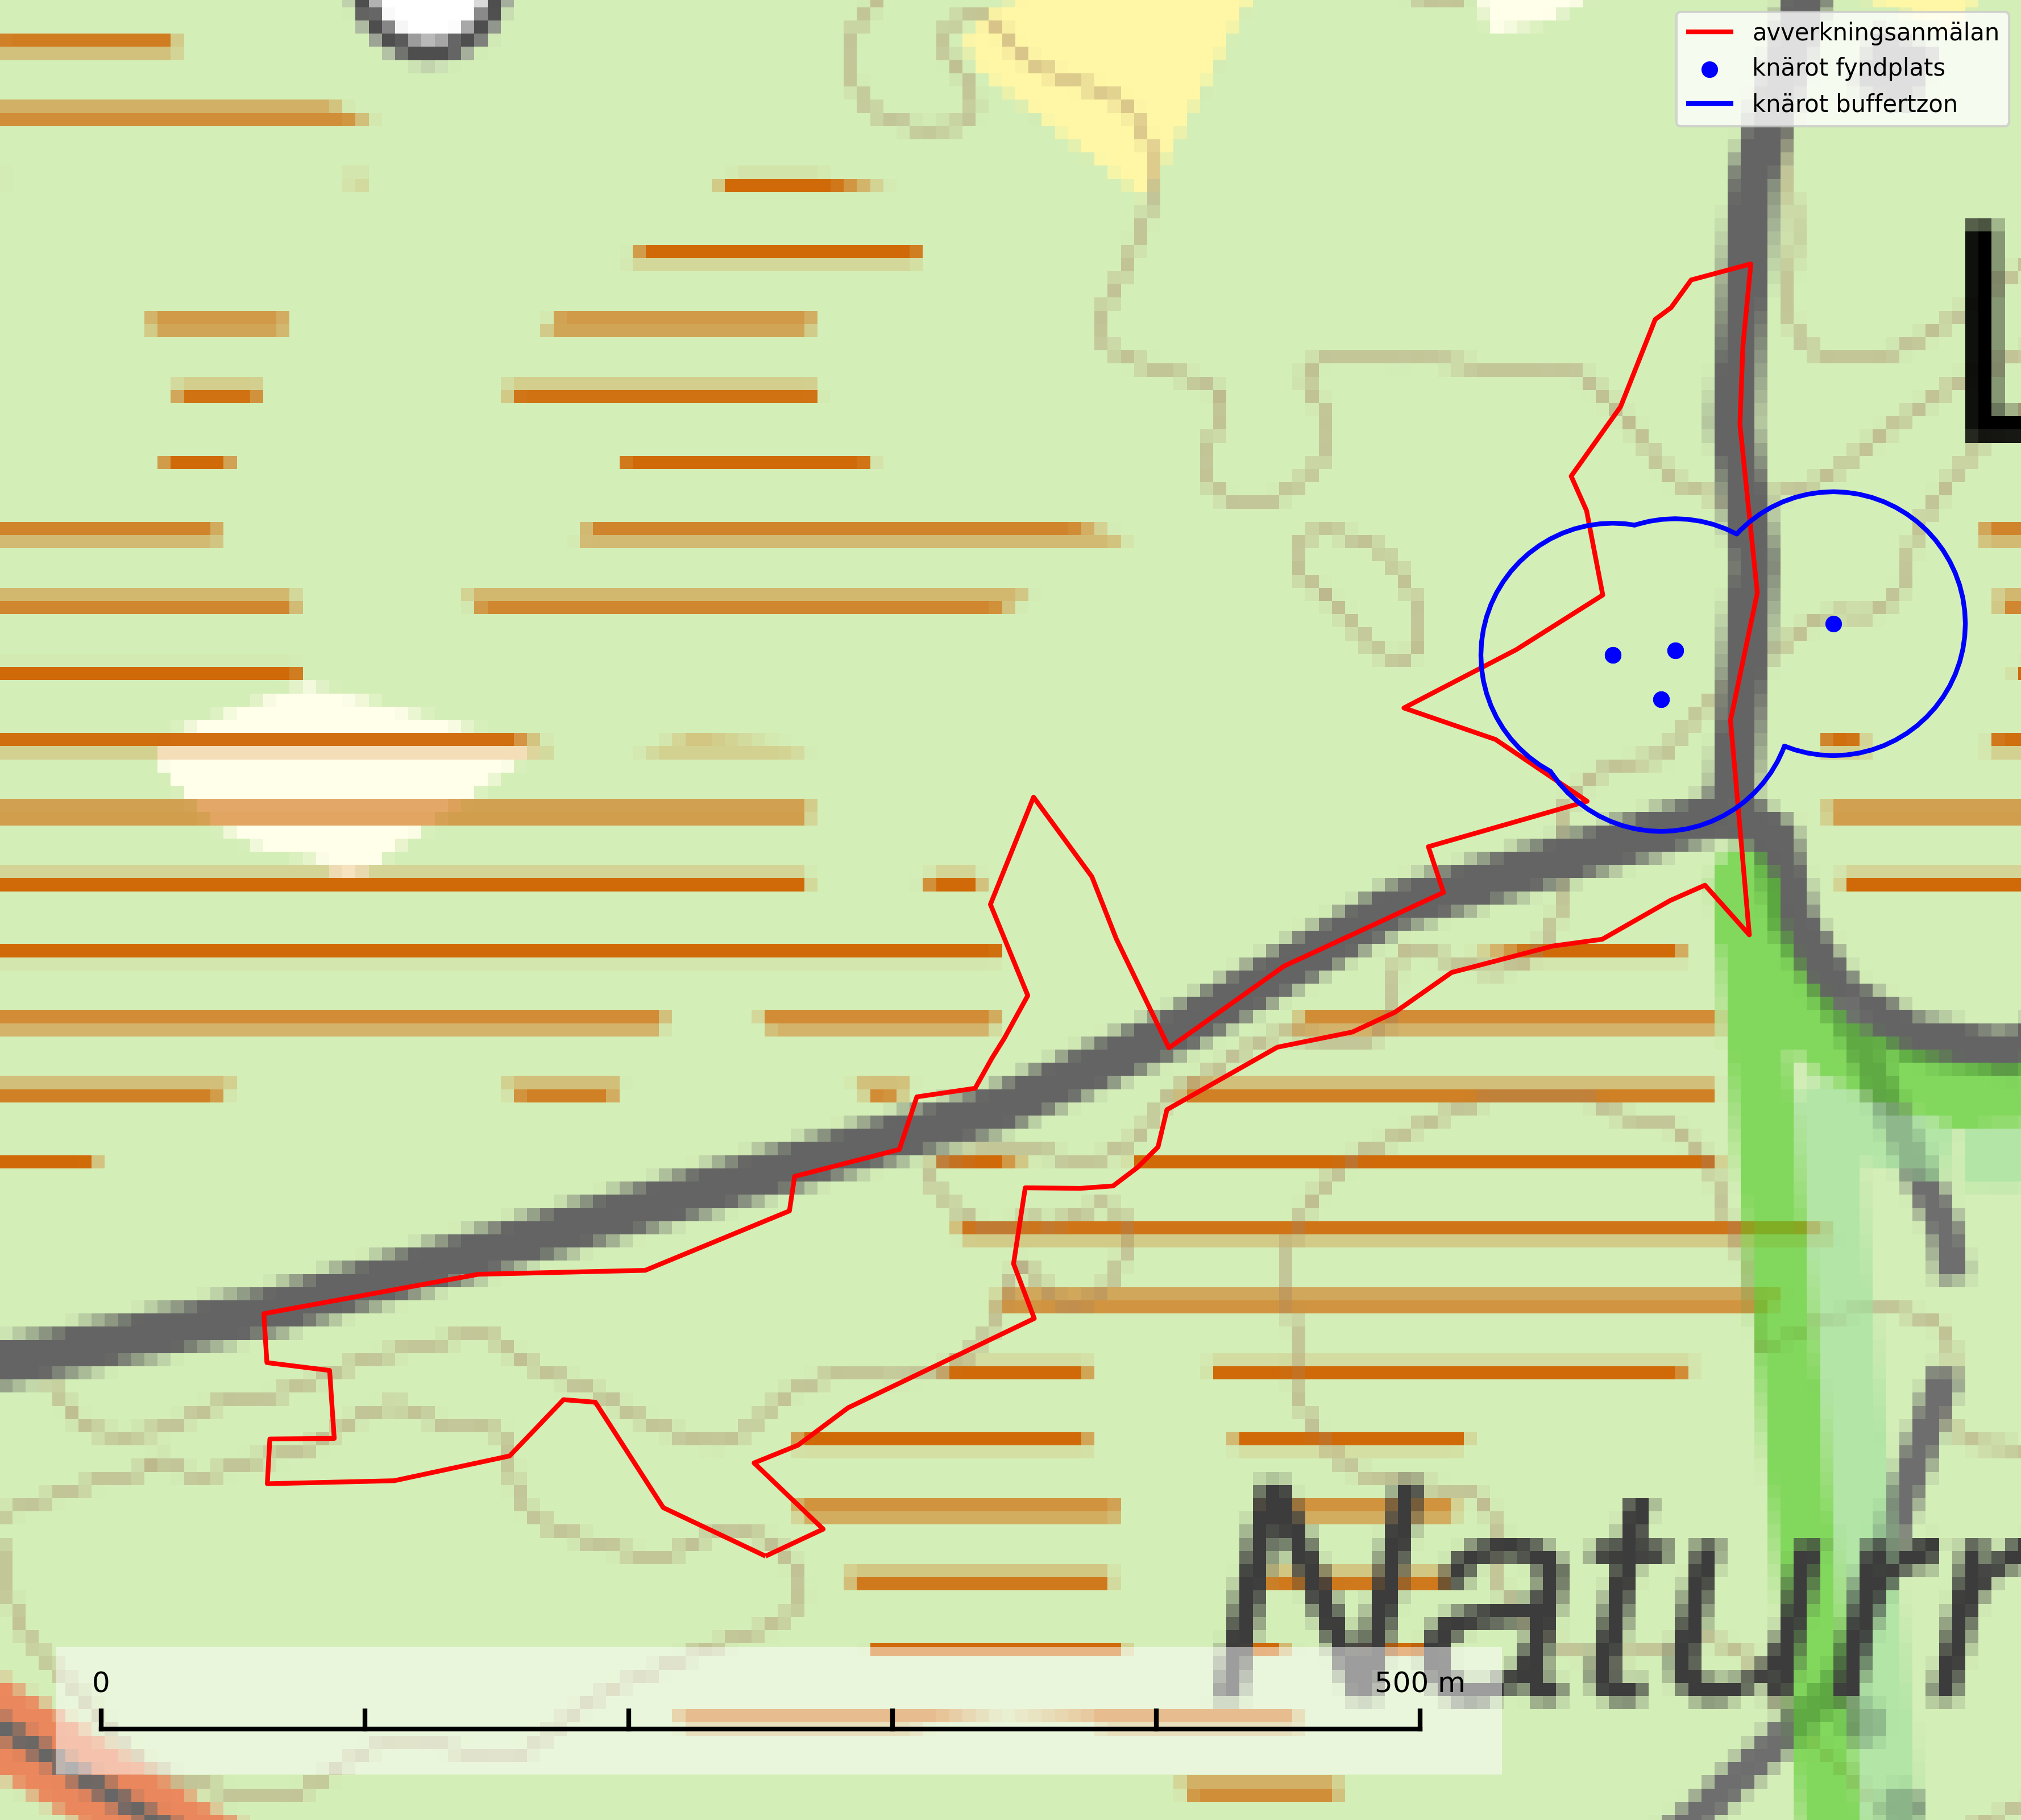 avverkningsanmälan
knärot fyndplats
knärot buffertzon
L
Naturr
0 500 m